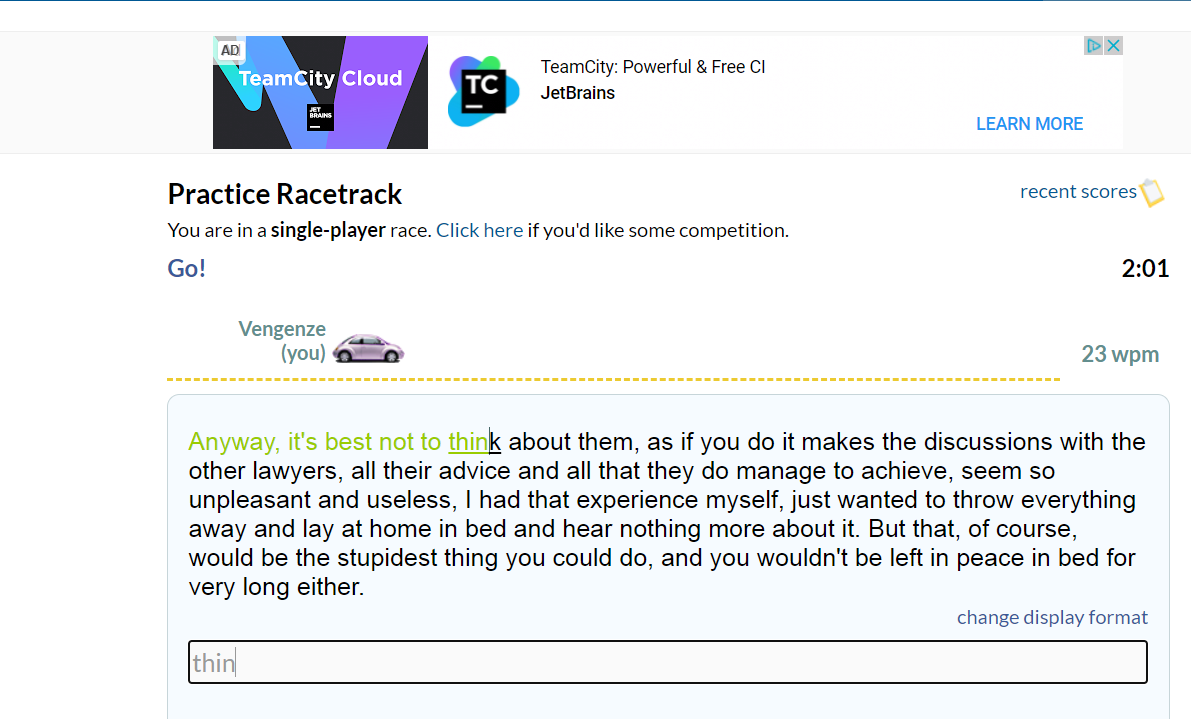 AD
TeamCity Cloud
JET
BRAINS
TC
TeamCity: Powerful & Free CI
JetBrains
LEARN MORE
Practice Racetrack
recent scores
You are in a single-player race. Click here if you'd like some competition.
Go!
2:01
Vengenze
(you)
23 wpm
Anyway, it's best not to think about them, as if you do it makes the discussions with the
other lawyers, all their advice and all that they do manage to achieve, seem so
unpleasant and useless, I had that experience myself, just wanted to throw everything
away and lay at home in bed and hear nothing more about it. But that, of course,
would be the stupidest thing you could do, and you wouldn't be left in peace in bed for
very long either.
change display format
thin